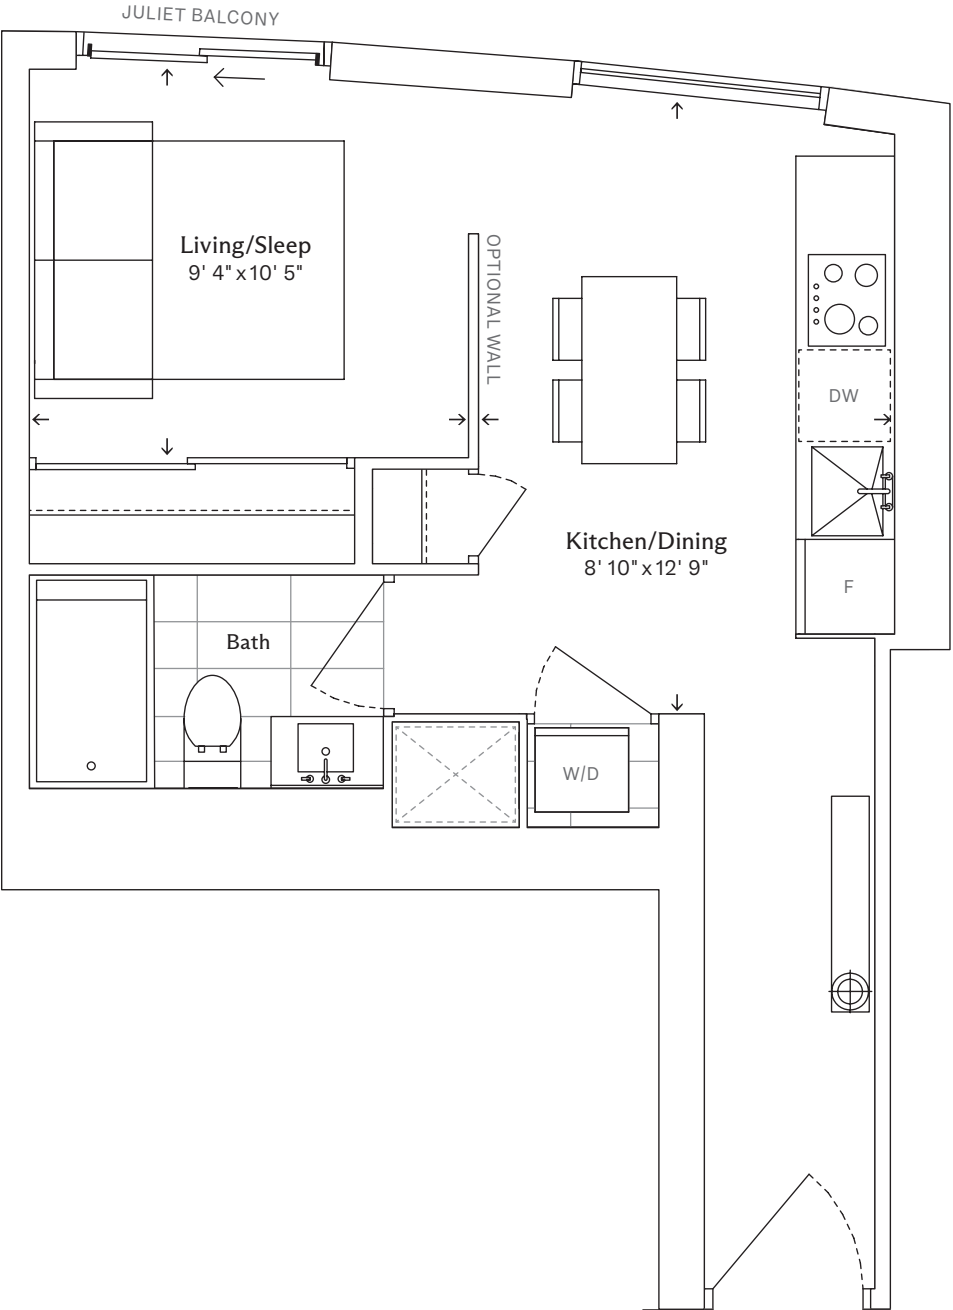 JULIET BALCONY
Living/Sleep
9' 4" x 10' 5"
OPTIONAL WALL
DW
Kitchen/Dining
8' 10" x 12' 9"
F
Bath
W/D